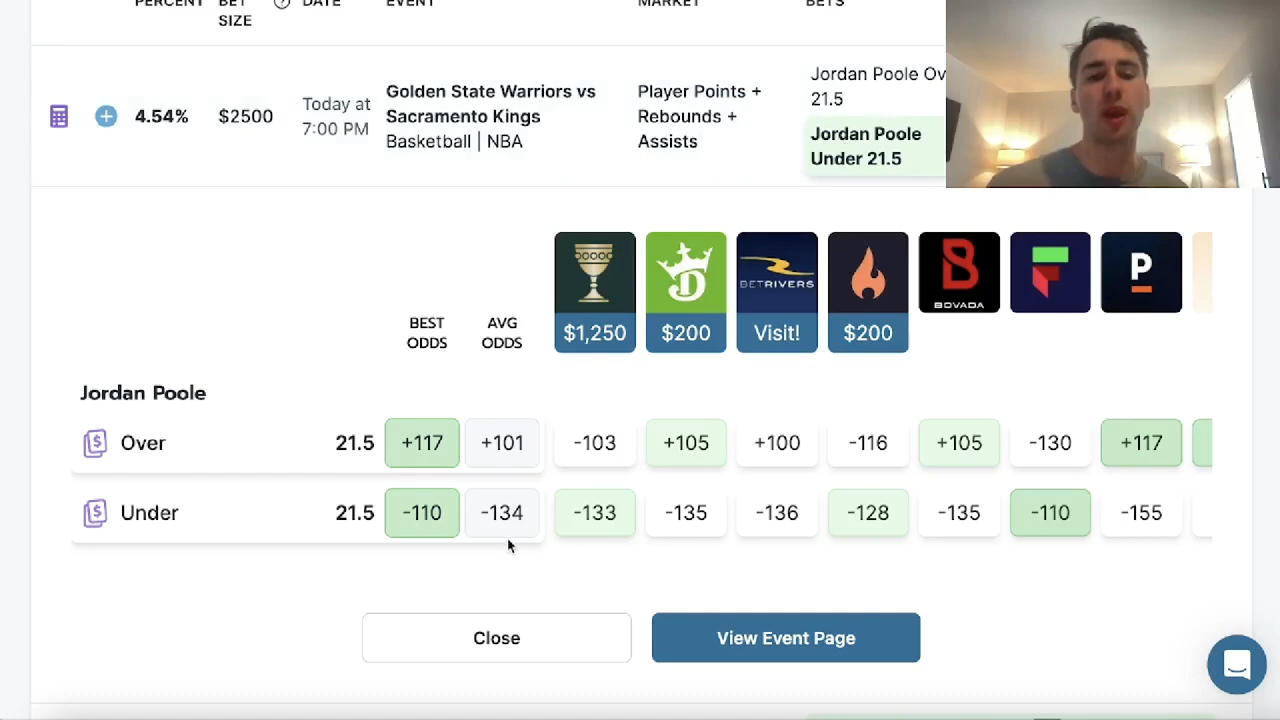 PERCENT
BET
SIZE
?
DATE
EVENT
MARKET
BETS
4.54%
$2500
Today at
7:00 PM
Golden State Warriors vs
Sacramento Kings
Basketball | NBA
Player Points +
Rebounds +
Assists
Jordan Poole Ov
21.5
Jordan Poole
Under 21.5
BEST
ODDS
AVG
ODDS
$1,250
$200
BETRIVERS
Visit!
$200
B
BOVADA
P
Jordan Poole
Over 21.5 +117 +101 -103 +105 +100 -116 +105 -130 +117
Under 21.5 -110 -134 -133 -135 -136 -128 -135 -110 -155
Close
View Event Page